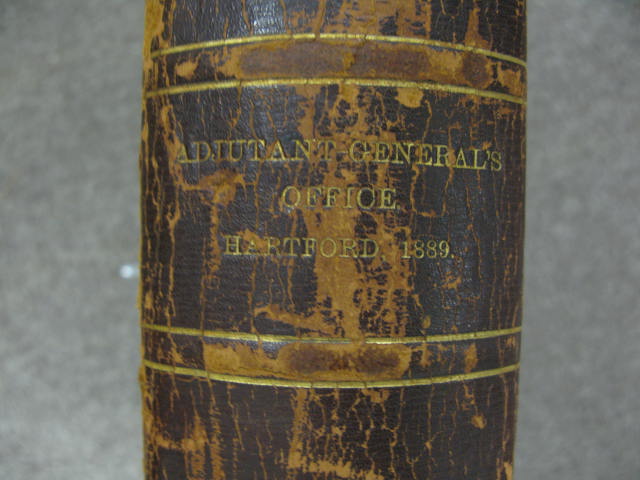 ADJUTANT-GENERAL'S
OFFICE,
HARTFORD, 1889.